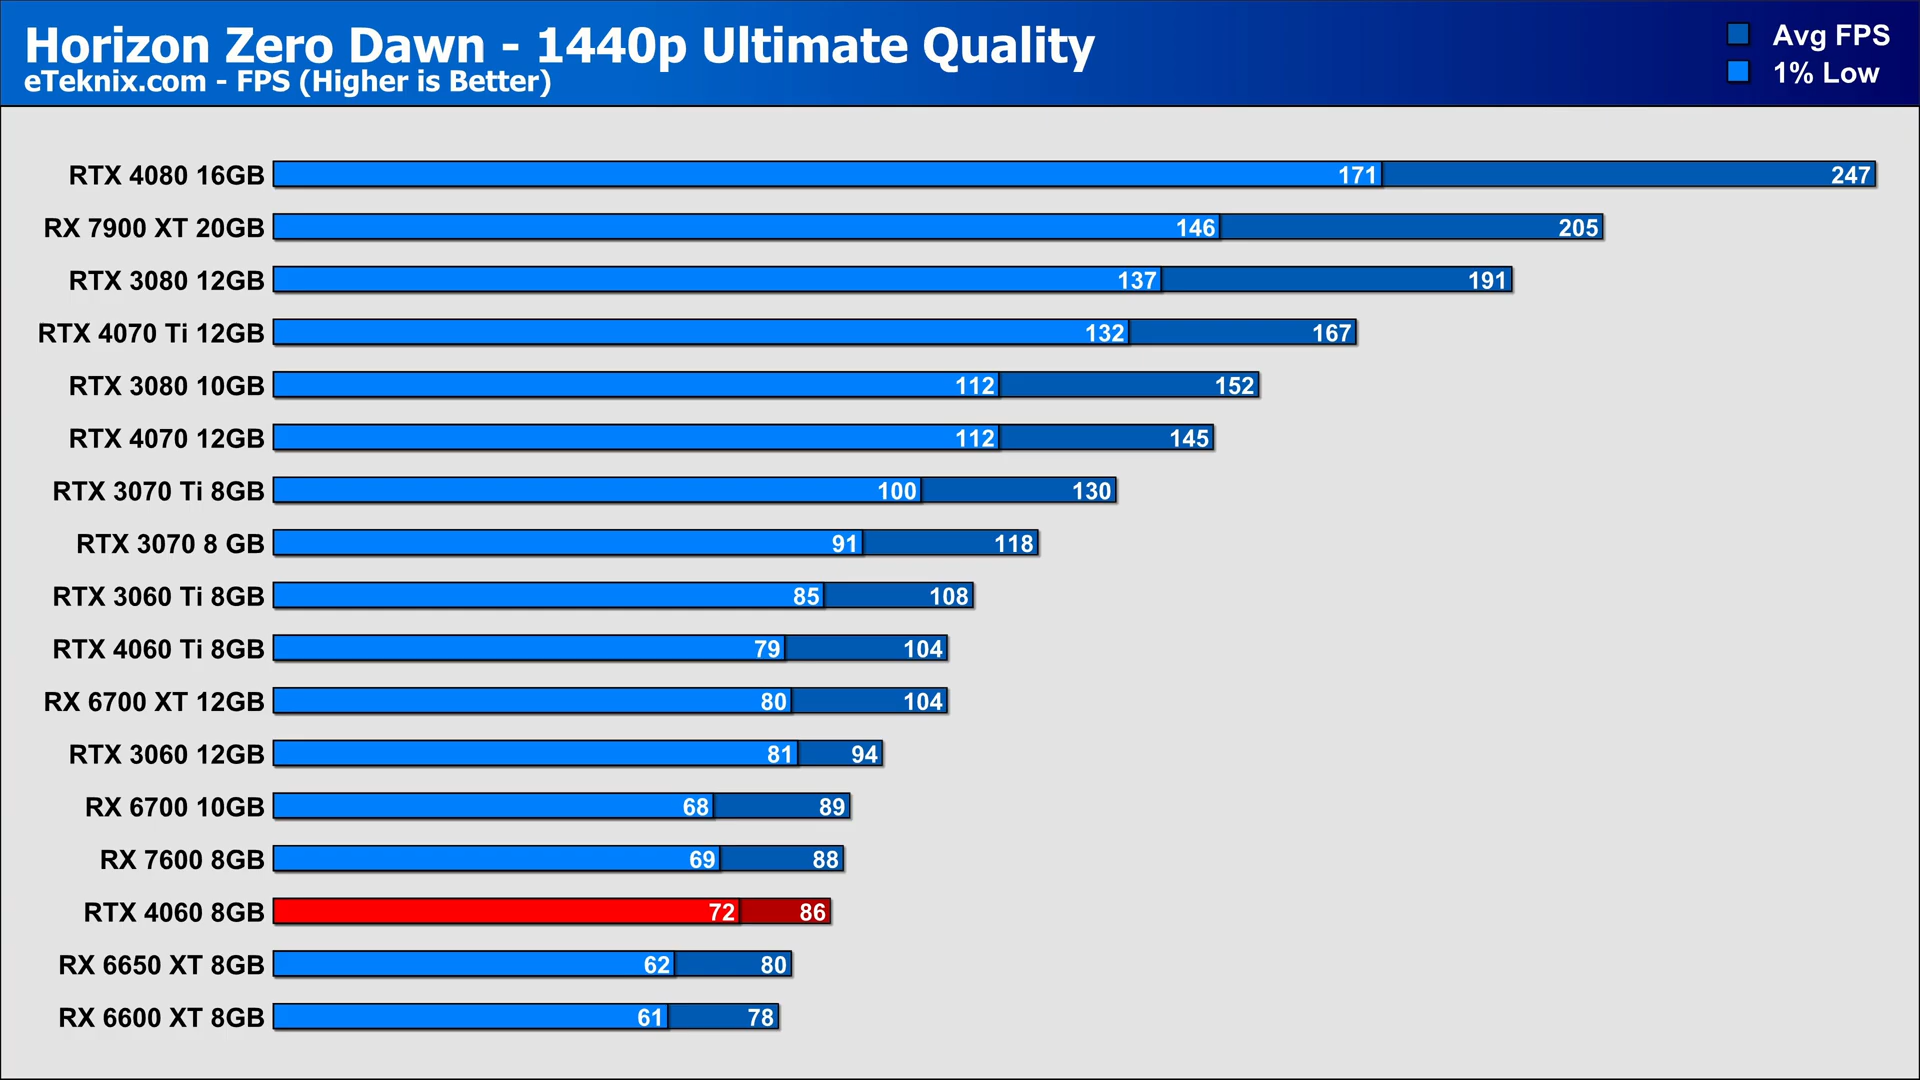 Horizon Zero Dawn - 1440p Ultimate Quality
eTeknix.com - FPS (Higher is Better)
Avg FPS
1% Low
RTX 4080 16GB 171 247
RX 7900 XT 20GB 146 205
RTX 3080 12GB 137 191
RTX 4070 Ti 12GB 132 167
RTX 3080 10GB 112 152
RTX 4070 12GB 112 145
RTX 3070 Ti 8GB 100 130
RTX 3070 8 GB 91 118
RTX 3060 Ti 8GB 85 108
RTX 4060 Ti 8GB 79 104
RX 6700 XT 12GB 80 104
RTX 3060 12GB 81 94
RX 6700 10GB 68 89
RX 7600 8GB 69 88
RTX 4060 8GB 72 86
RX 6650 XT 8GB 62 80
RX 6600 XT 8GB 61 78